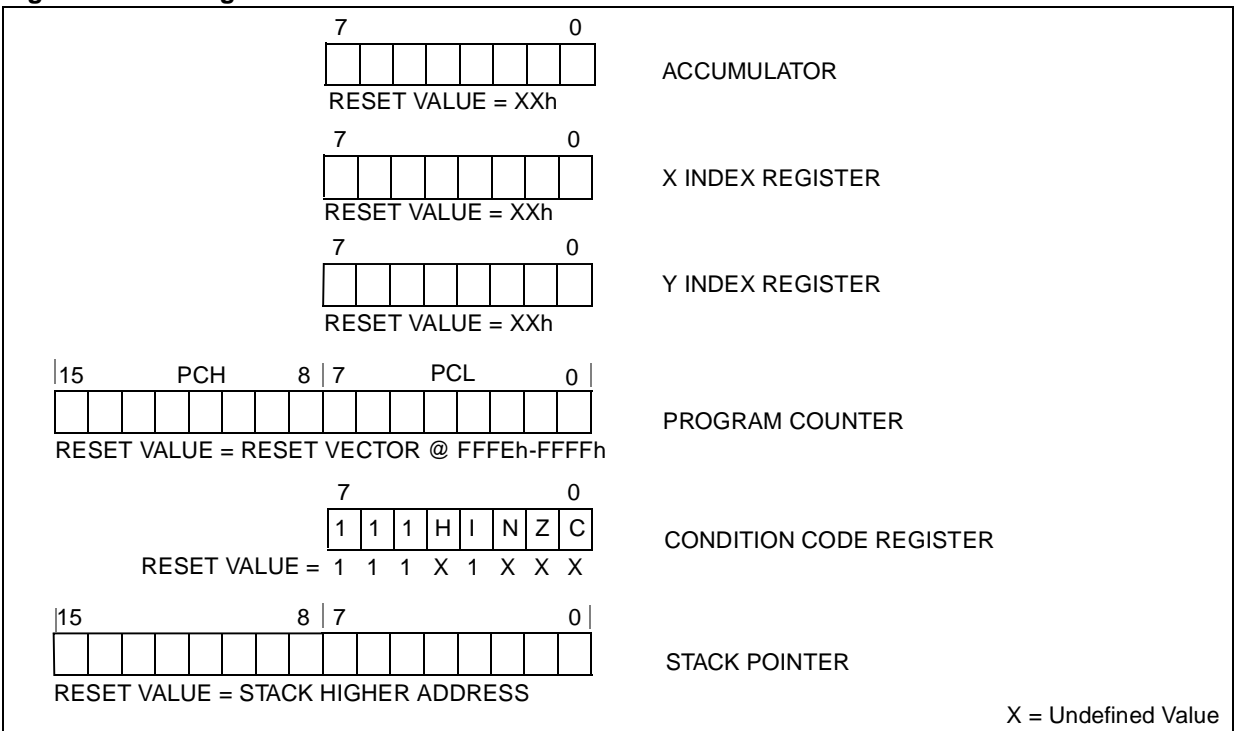 7 0
ACCUMULATOR
RESET VALUE = XXh
7 0
X INDEX REGISTER
RESET VALUE = XXh
7 0
Y INDEX REGISTER
RESET VALUE = XXh
15 PCH 8 7 PCL 0
PROGRAM COUNTER
RESET VALUE = RESET VECTOR @ FFFEh-FFFFh
7 0
1 1 1 H I N Z C
CONDITION CODE REGISTER
RESET VALUE = 1 1 1 X 1 X X X
15 8 7 0
STACK POINTER
RESET VALUE = STACK HIGHER ADDRESS
X = Undefined Value